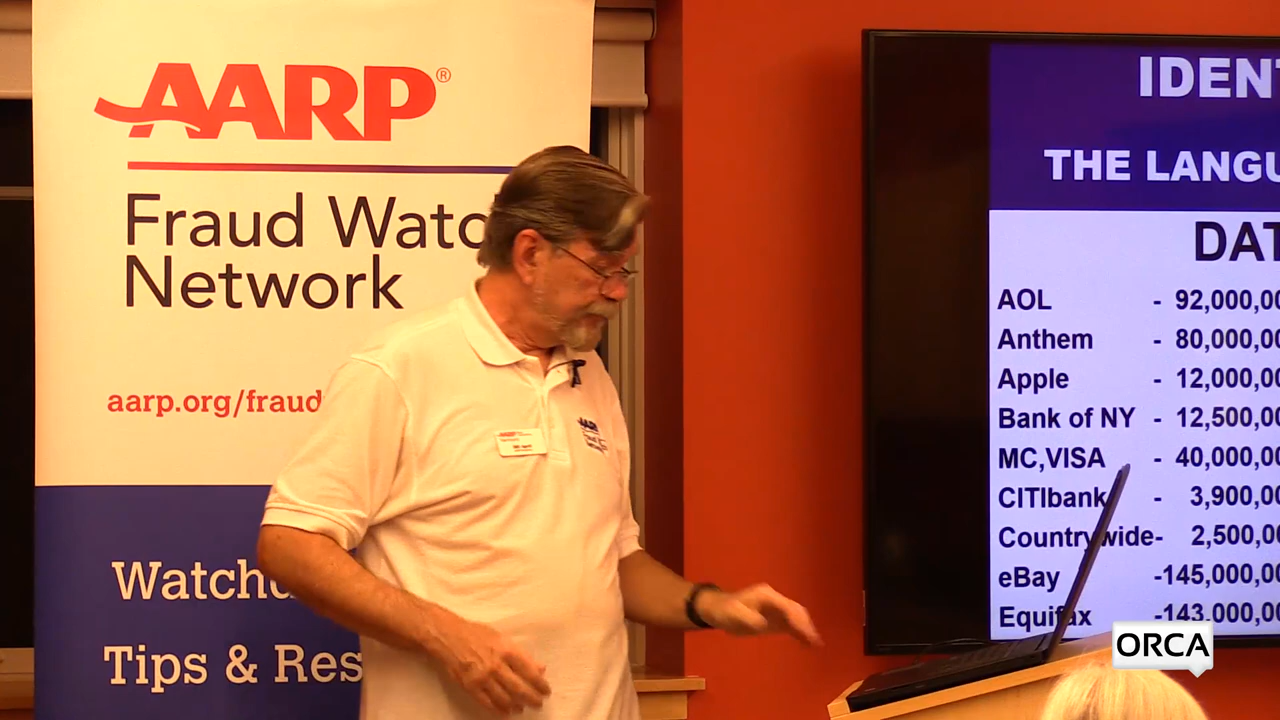 AARP®
Fraud Watc
Network
aarp.org/fraud
Watch
Tips & Res
AARP
IDEN
THE LANGU
DAT
AOL - 92,000,00
Anthem - 80,000,00
Apple - 12,000,00
Bank of NY - 12,500,00
MC,VISA - 40,000,00
CITIbank - 3,900,00
Countrywide- 2,500,00
eBay -145,000,00
Equifax -143,000,00
ORCA